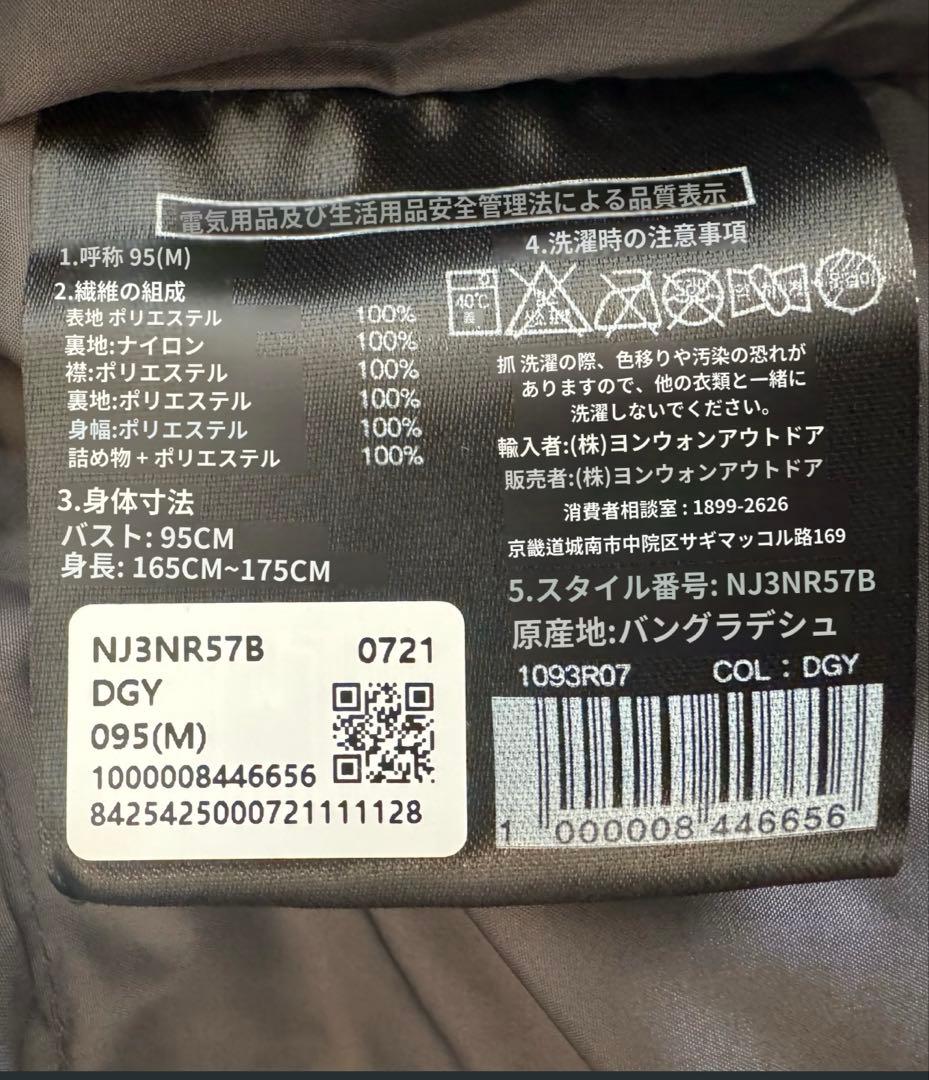 電気用品及び生活用品安全管理法による品質表示
1.呼称 95(M)
2.繊維の組成
表地 ポリエステル 100%
裏地:ナイロン 100%
襟:ポリエステル 100%
裏地:ポリエステル 100%
身幅:ポリエステル 100%
詰め物+ポリエステル 100%
3.身体寸法
バスト: 95CM
身長: 165CM~175CM
4.洗濯時の注意事項
40℃
抓 洗濯の際、色移りや汚染の恐れが
ありますので、他の衣類と一緒に
洗濯しないでください。
輸入者:(株)ヨンウォンアウトドア
販売者:(株)ヨンウォンアウトドア
消費者相談室 : 1899-2626
京畿道城南市中院区サギマッコル路169
5.スタイル番号: NJ3NR57B
原産地:バングラデシュ
1093R07 COL : DGY
1 000008 446656
NJ3NR57B 0721
DGY
095(M)
1000008446656
8425425000721111128